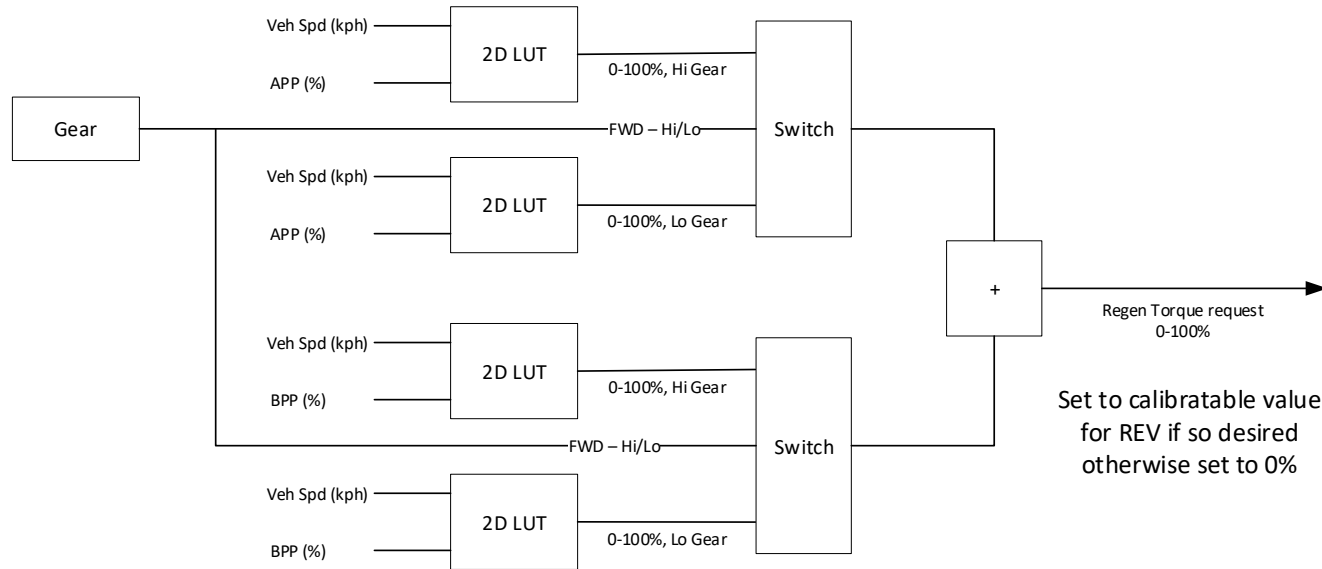 Veh Spd (kph)
2D LUT
APP (%)
0-100%, Hi Gear
Gear
FWD – Hi/Lo
Switch
Veh Spd (kph)
2D LUT
APP (%)
0-100%, Lo Gear
+
Regen Torque request
0-100%
Veh Spd (kph)
2D LUT
BPP (%)
0-100%, Hi Gear
FWD – Hi/Lo
Switch
Veh Spd (kph)
2D LUT
BPP (%)
0-100%, Lo Gear
Set to calibratable value
for REV if so desired
otherwise set to 0%